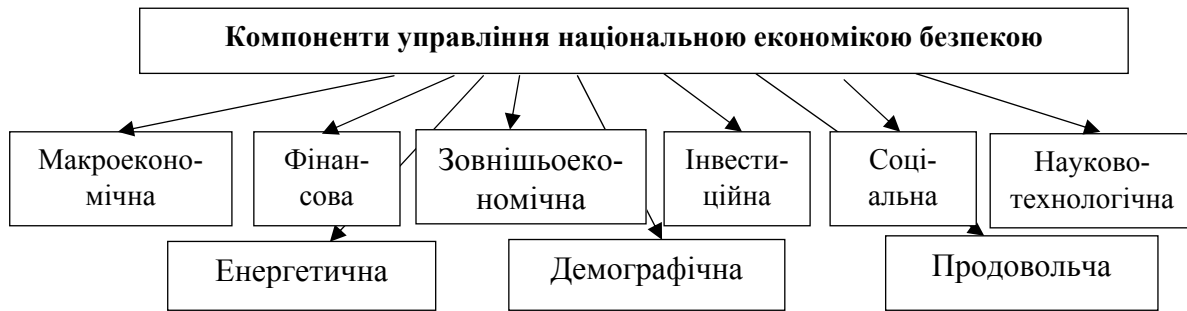 Компоненти управління національною економікою безпекою
Макроеконо-
мічна
Фінан-
сова
Зовнішьоеко-
номічна
Інвести-
ційна
Соці-
альна
Науково-
технологічна
Енергетична
Демографічна
Продовольча